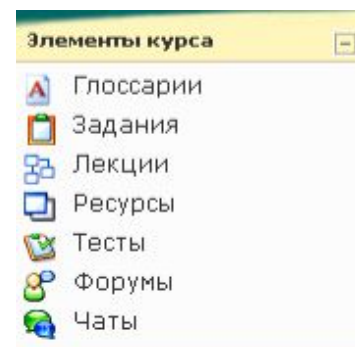 Элементы курса
Глоссарии
Задания
Лекции
Ресурсы
Тесты
Форумы
Чаты